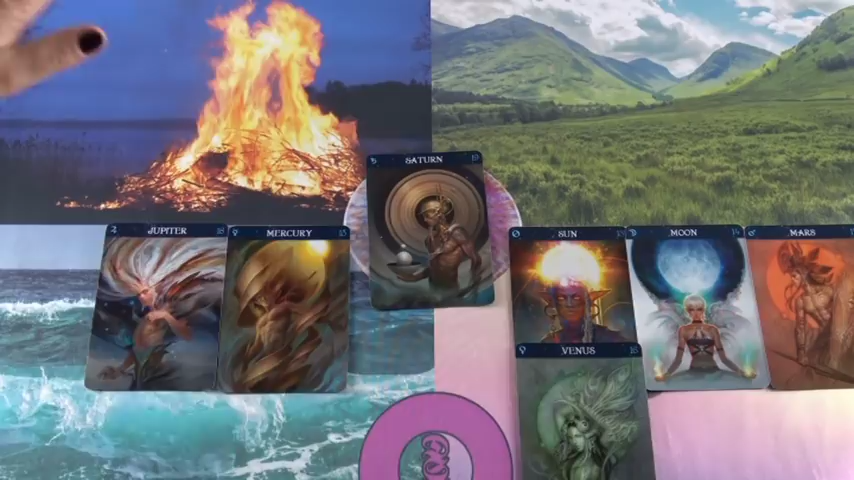 SATURN
JUPITER
MERCURY
SUN
MOON
MARS
VENUS